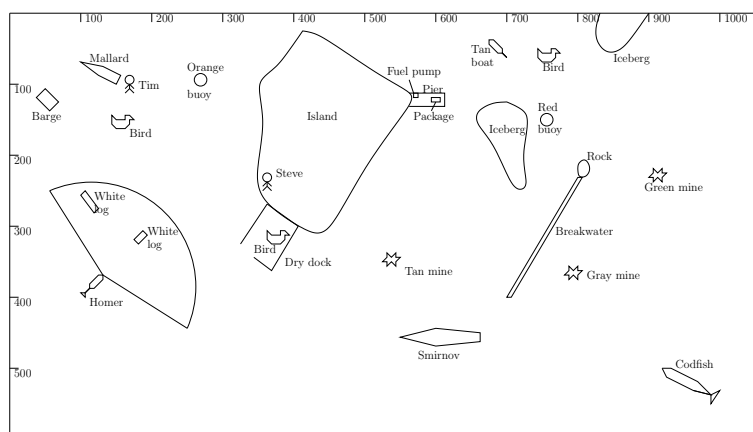 100 200 300 400 500 600 700 800 900 1000
100
200
300
400
500
Mallard
Tim
Orange
buoy
Barge
Bird
Island
Fuel pump
Pier
Package
Tan
boat
Bird
Iceberg
Iceberg
Red
buoy
Rock
Green mine
Steve
White
log
White
log
Bird
Dry dock
Breakwater
Tan mine
Gray mine
Homer
Smirnov
Codfish